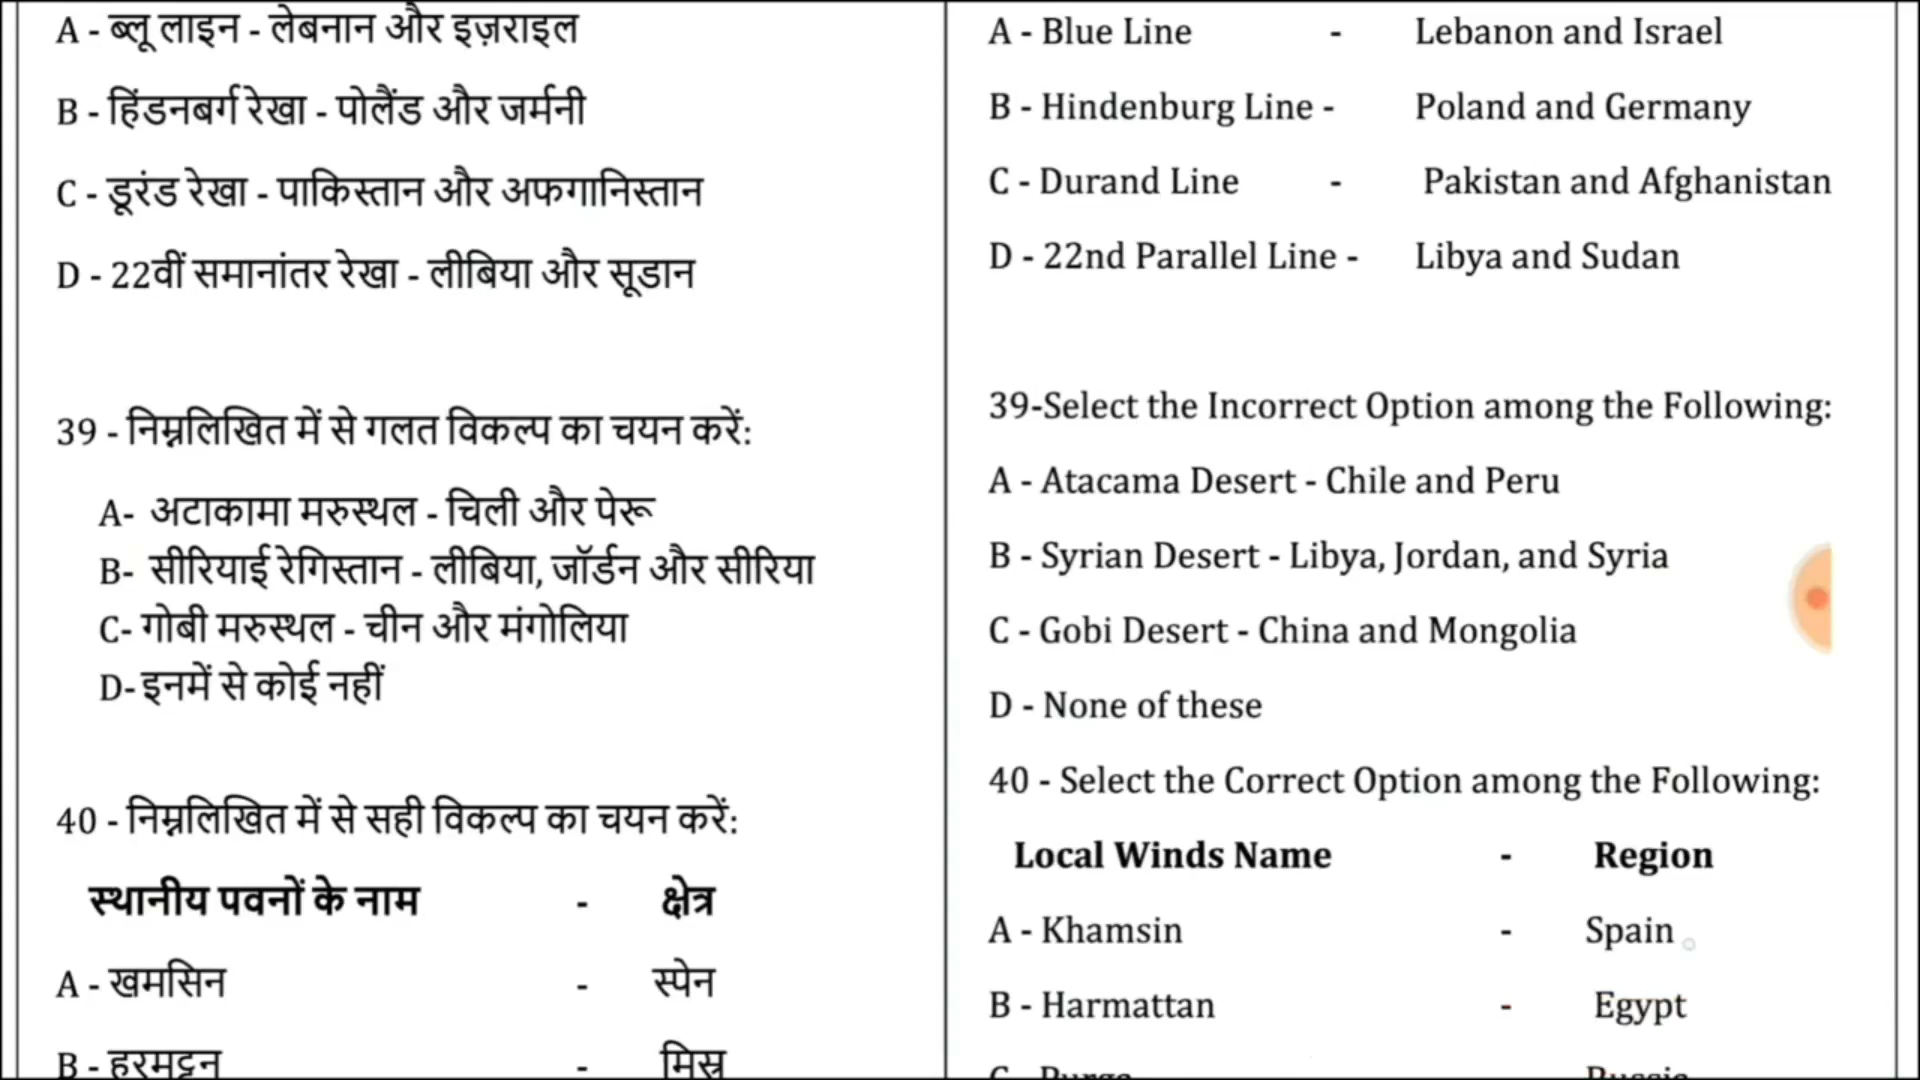 A - ब्लू लाइन - लेबनान और इज़राइल
B - हिंडनबर्ग रेखा - पोलैंड और जर्मनी
C - डूरंड रेखा - पाकिस्तान और अफगानिस्तान
D - 22वीं समानांतर रेखा - लीबिया और सूडान
39 - निम्नलिखित में से गलत विकल्प का चयन करें:
A- अटाकामा मरुस्थल - चिली और पेरू
B- सीरियाई रेगिस्तान - लीबिया, जॉर्डन और सीरिया
C- गोबी मरुस्थल - चीन और मंगोलिया
D- इनमें से कोई नहीं
40 - निम्नलिखित में से सही विकल्प का चयन करें:
स्थानीय पवनों के नाम - क्षेत्र
A - खमसिन - स्पेन
B - हरमट्टन - मिस्र
A - Blue Line - Lebanon and Israel
B - Hindenburg Line - Poland and Germany
C - Durand Line - Pakistan and Afghanistan
D - 22nd Parallel Line - Libya and Sudan
39-Select the Incorrect Option among the Following:
A - Atacama Desert - Chile and Peru
B - Syrian Desert - Libya, Jordan, and Syria
C - Gobi Desert - China and Mongolia
D - None of these
40 - Select the Correct Option among the Following:
Local Winds Name - Region
A - Khamsin - Spain
B - Harmattan - Egypt
C - Purga - Russia